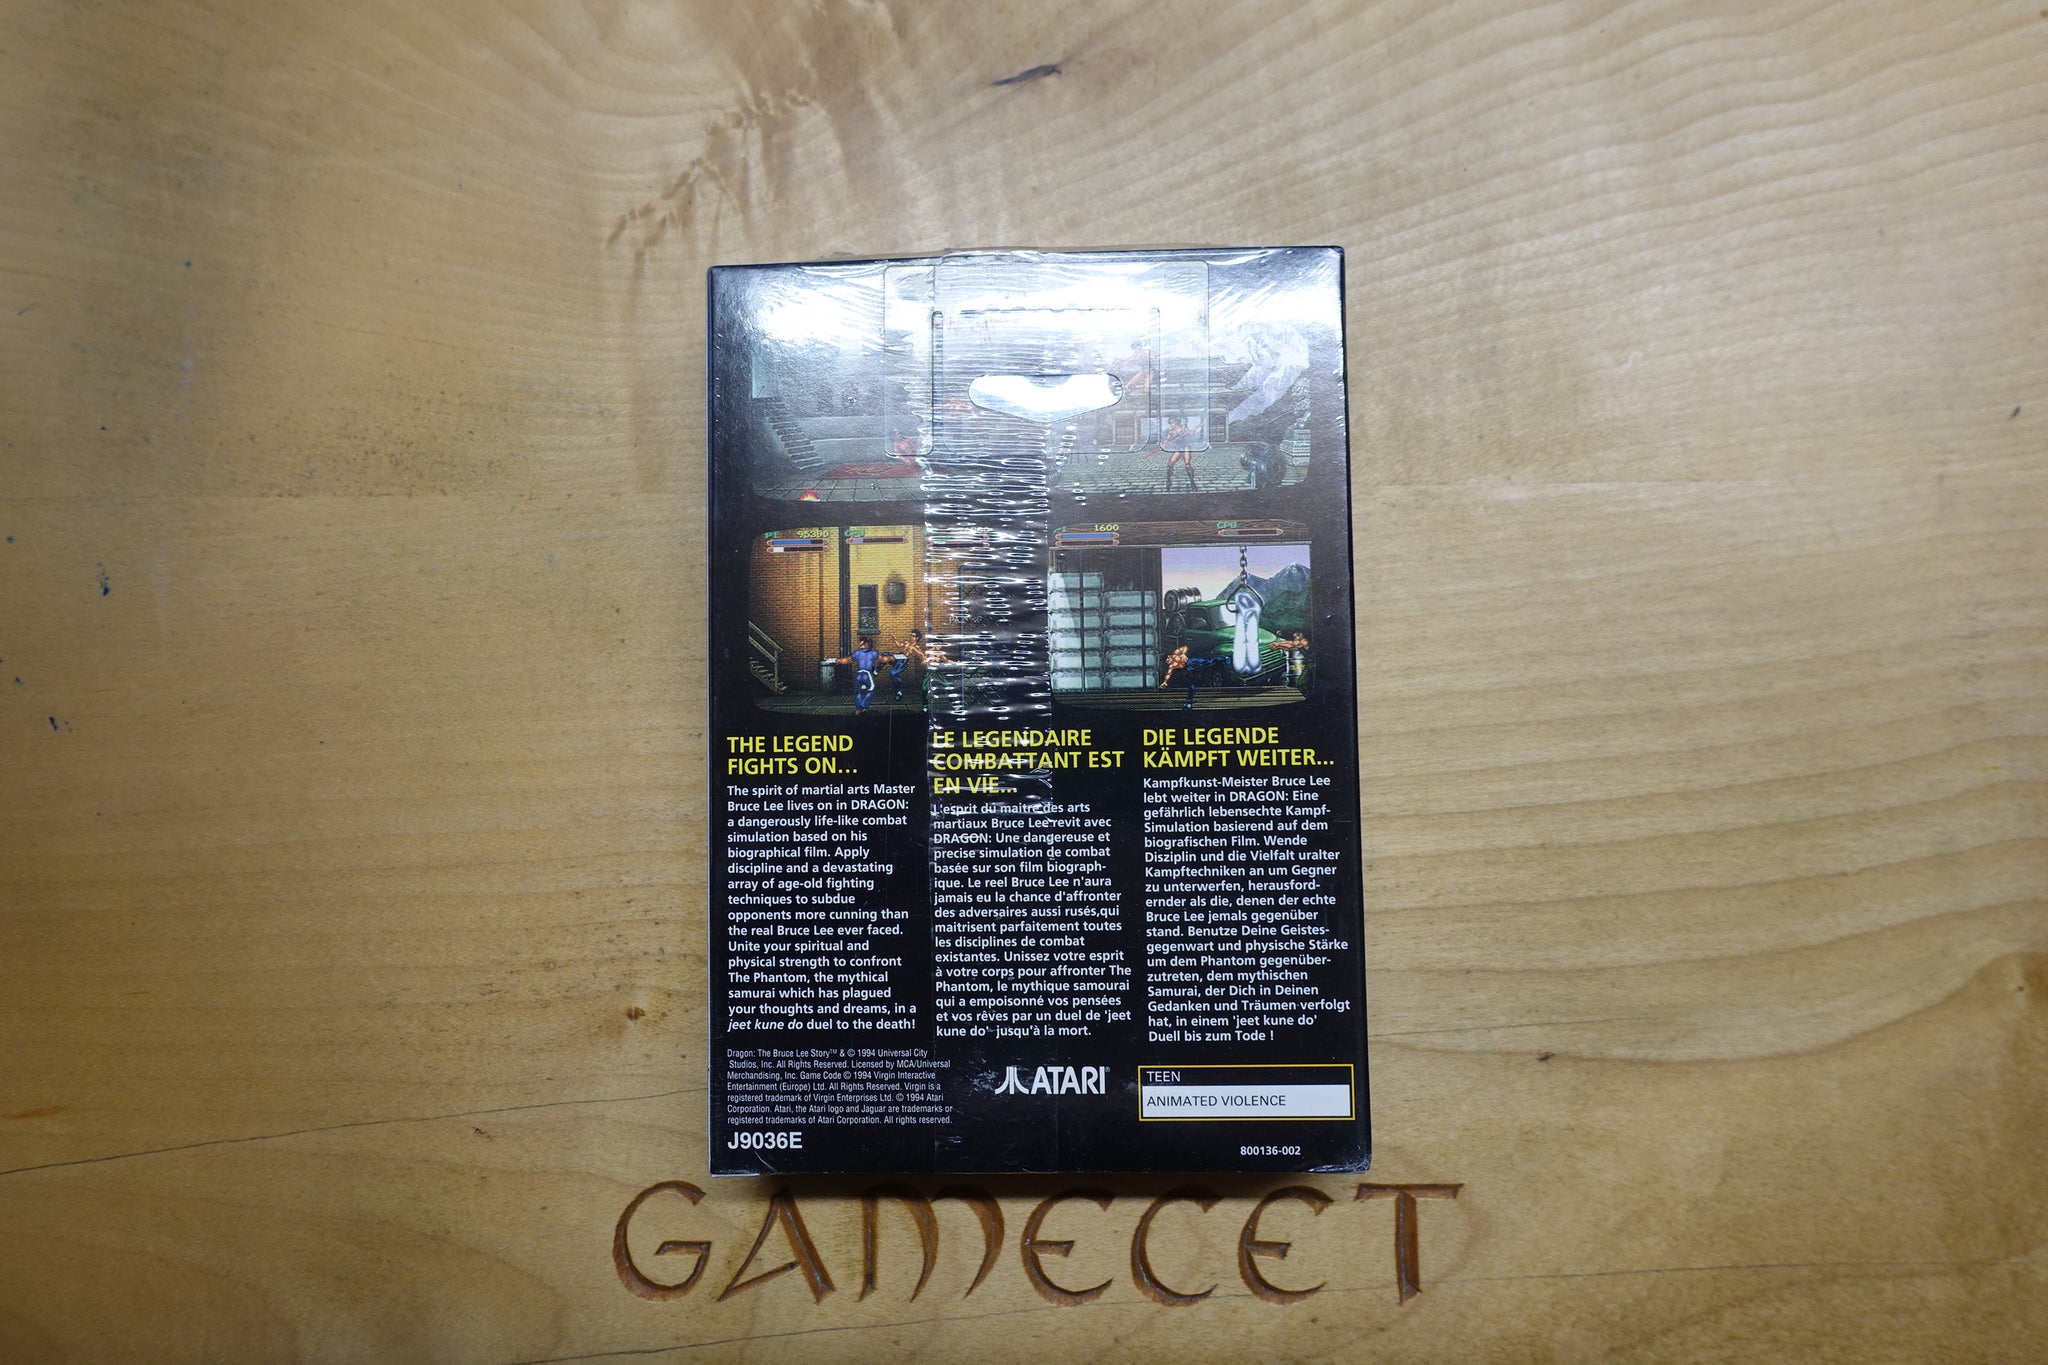 P1 95390
1600
CPU
THE LEGEND
FIGHTS ON...
The spirit of martial arts Master
Bruce Lee lives on in DRAGON:
a dangerously life-like combat
simulation based on his
biographical film. Apply
discipline and a devastating
array of age-old fighting
techniques to subdue
opponents more cunning than
the real Bruce Lee ever faced.
Unite your spiritual and
physical strength to confront
The Phantom, the mythical
samurai which has plagued
your thoughts and dreams, in a
jeet kune do duel to the death!
LE LEGENDAIRE
COMBATTANT EST
EN VIE...
L'esprit du maitre des arts
martiaux Bruce Lee revit avec
DRAGON: Une dangereuse et
precise simulation de combat
basée sur son film biograph-
ique. Le reel Bruce Lee n'aura
jamais eu la chance d'affronter
des adversaires aussi rusés,qui
maitrisent parfaitement toutes
les disciplines de combat
existantes. Unissez votre esprit
à votre corps pour affronter The
Phantom, le mythique samourai
qui a empoisonné vos pensées
et vos rêves par un duel de 'jeet
kune do' jusqu'à la mort.
DIE LEGENDE
KÄMPFT WEITER...
Kampfkunst-Meister Bruce Lee
lebt weiter in DRAGON: Eine
gefährlich lebensechte Kampf-
Simulation basierend auf dem
biografischen Film. Wende
Disziplin und die Vielfalt uralter
Kampftechniken an um Gegner
zu unterwerfen, herausford-
ernder als die, denen der echte
Bruce Lee jemals gegenüber
stand. Benutze Deine Geistes-
gegenwart und physische Stärke
um dem Phantom gegenüber-
zutreten, dem mythischen
Samurai, der Dich in Deinen
Gedanken und Träumen verfolgt
hat, in einem 'jeet kune do'
Duell bis zum Tode !
Dragon: The Bruce Lee Story™ & © 1994 Universal City
Studios, Inc. All Rights Reserved. Licensed by MCA/Universal
Merchandising, Inc. Game Code © 1994 Virgin Interactive
Entertainment (Europe) Ltd. All Rights Reserved. Virgin is a
registered trademark of Virgin Enterprises Ltd. © 1994 Atari
Corporation. Atari, the Atari logo and Jaguar are trademarks or
registered trademarks of Atari Corporation. All rights reserved.
J9036E
ATARI®
TEEN
ANIMATED VIOLENCE
800136-002
GAMECET